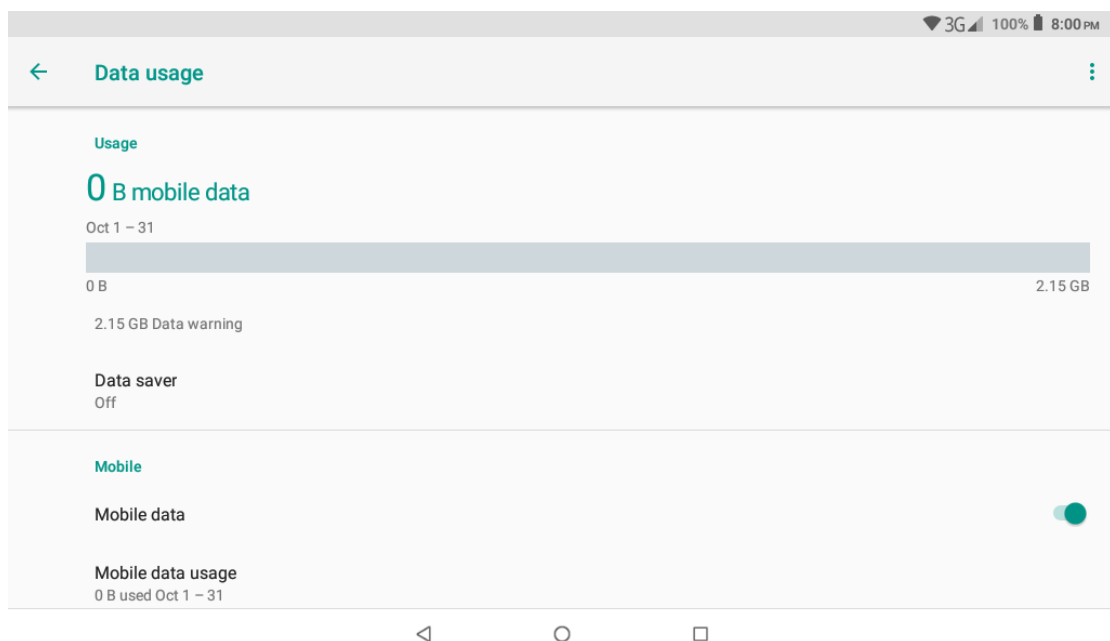 3G 100% 8:00 PM
Data usage
Usage
0 B mobile data
Oct 1 – 31
0 B 2.15 GB
2.15 GB Data warning
Data saver
Off
Mobile
Mobile data
Mobile data usage
0 B used Oct 1 – 31